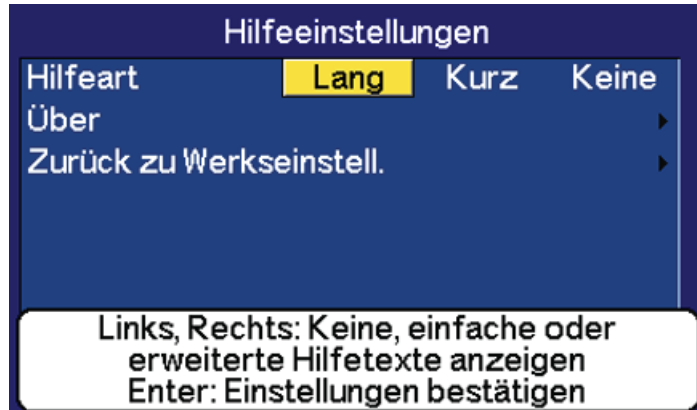 Hilfeeinstellungen
Hilfeart Lang Kurz Keine
Über
Zurück zu Werkseinstell.
Links, Rechts: Keine, einfache oder
erweiterte Hilfetexte anzeigen
Enter: Einstellungen bestätigen